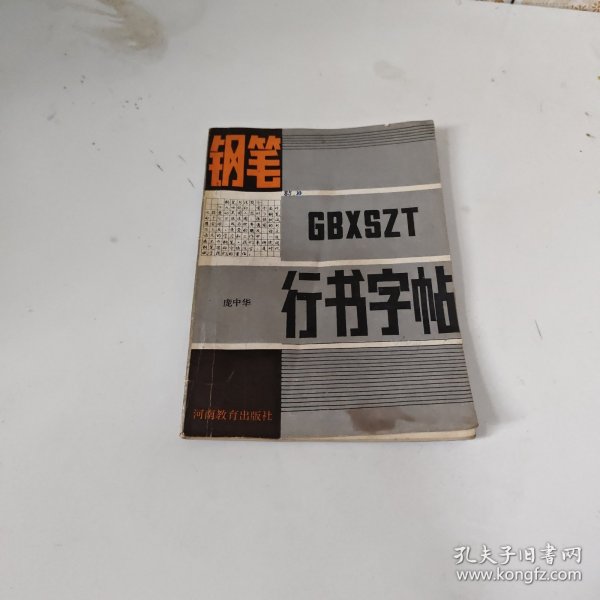 钢笔
GBXSZT
行书字帖
庞中华
河南教育出版社
孔夫子旧书网
www.kongfz.com